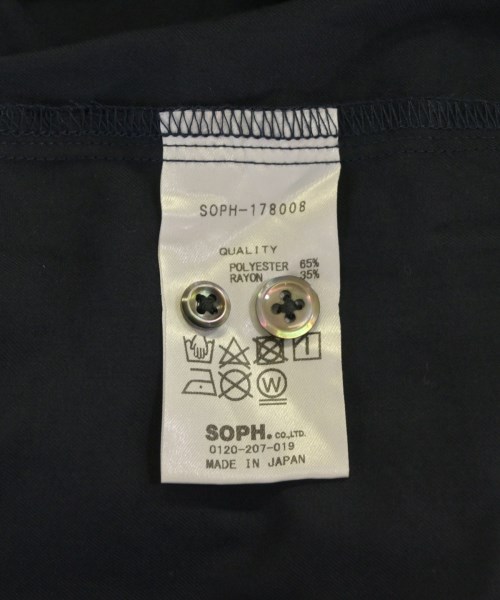 SOPH-178008
QUALITY
POLYESTER 65%
RAYON 35%
W
SOPH. CO.,LTD.
0120-207-019
MADE IN JAPAN